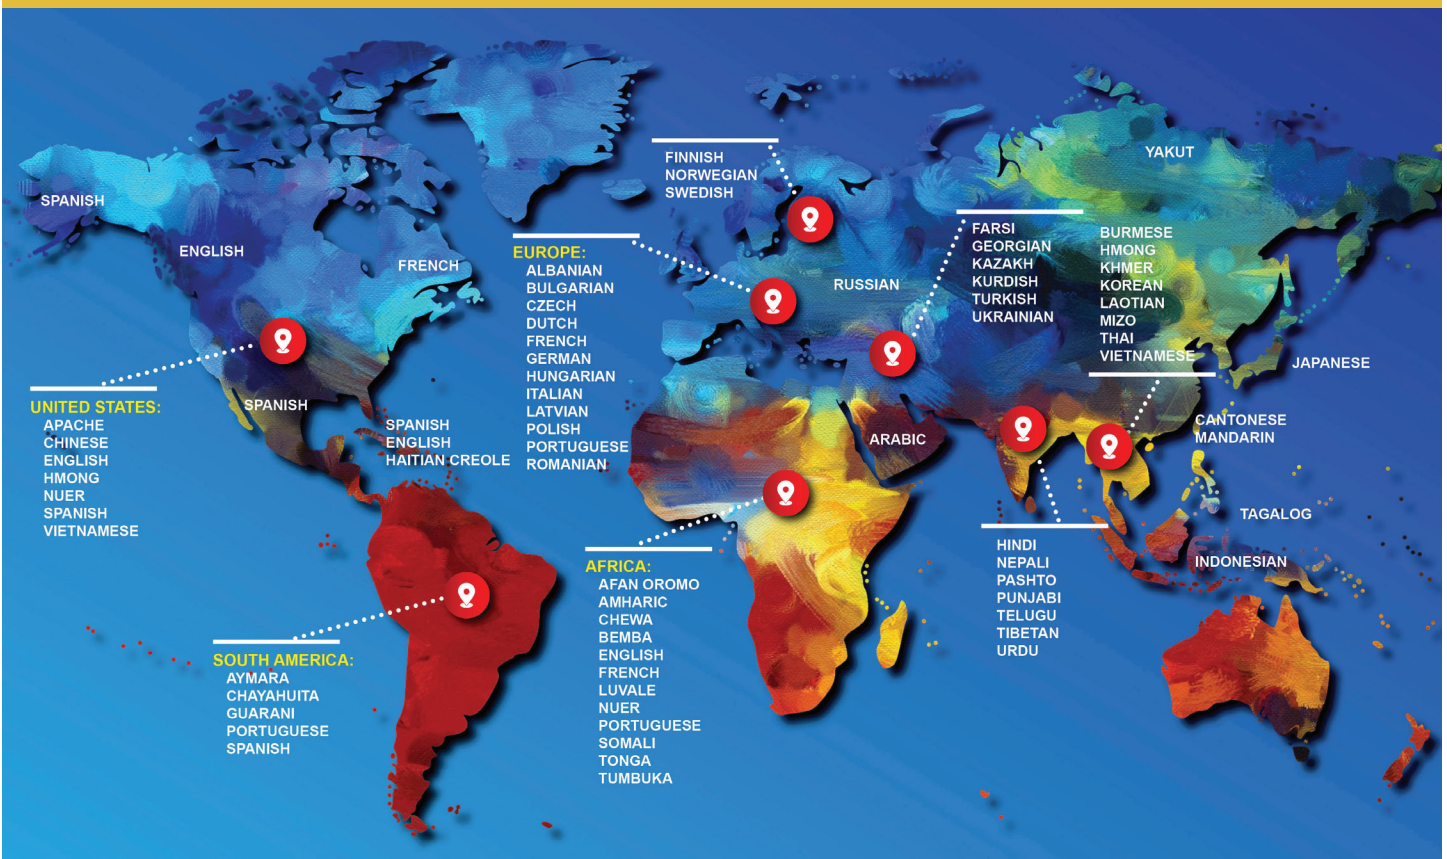 YAKUT
FINNISH
NORWEGIAN
SWEDISH
SPANISH
ENGLISH
FRENCH
EUROPE:
ALBANIAN
BULGARIAN
CZECH
DUTCH
FRENCH
GERMAN
HUNGARIAN
ITALIAN
LATVIAN
POLISH
PORTUGUESE
ROMANIAN
RUSSIAN
FARSI
GEORGIAN
KAZAKH
KURDISH
TURKISH
UKRAINIAN
BURMESE
HMONG
KHMER
KOREAN
LAOTIAN
MIZO
THAI
VIETNAMESE
JAPANESE
UNITED STATES:
APACHE
CHINESE
ENGLISH
HMONG
NUER
SPANISH
VIETNAMESE
SPANISH
SPANISH
ENGLISH
HAITIAN CREOLE
ARABIC
CANTONESE
MANDARIN
TAGALOG
INDONESIAN
HINDI
NEPALI
PASHTO
PUNJABI
TELUGU
TIBETAN
URDU
AFRICA:
AFAN OROMO
AMHARIC
CHEWA
BEMBA
ENGLISH
FRENCH
LUVALE
NUER
PORTUGUESE
SOMALI
TONGA
TUMBUKA
SOUTH AMERICA:
AYMARA
CHAYAHUITA
GUARANI
PORTUGUESE
SPANISH